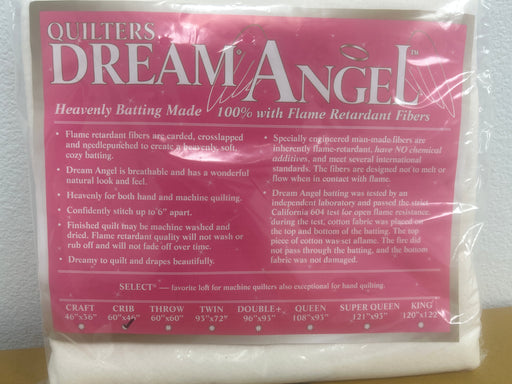 QUILTERS
DREAM ANGEL™
Heavenly Batting Made 100% with Flame Retardant Fibers
• Flame retardant fibers are carded, crosslapped
and needlepunched to create a heavenly, soft,
cozy batting.
• Dream Angel is breathable and has a wonderful
natural look and feel.
• Heavenly for both hand and machine quilting.
• Confidently stitch up to 6" apart.
• Finished quilt may be machine washed and
dried. Flame retardant quality will not wash or
rub off and will not fade off over time.
• Dreamy to quilt and drapes beautifully.
• Specially engineered man-made fibers are
inherently flame-retardant, have NO chemical
additives, and meet several international
standards. The fibers are designed not to melt or
flow when in contact with flame.
• Dream Angel batting was tested by an
independent laboratory and passed the strict
California 604 test for open flame resistance.
during the test, cotton fabric was placed on
the top and bottom of the batting. The top
piece of cotton was set aflame. The fire did
not pass through the batting, and the bottom
fabric was not damaged.
SELECT® — favorite loft for machine quilters also exceptional for hand quilting.
CRAFT CRIB THROW TWIN DOUBLE+ QUEEN SUPER QUEEN KING
46"x36" 60"x46" 60"x60" 93"x72" 96"x93" 108"x93" 121"x93" 120"x122"